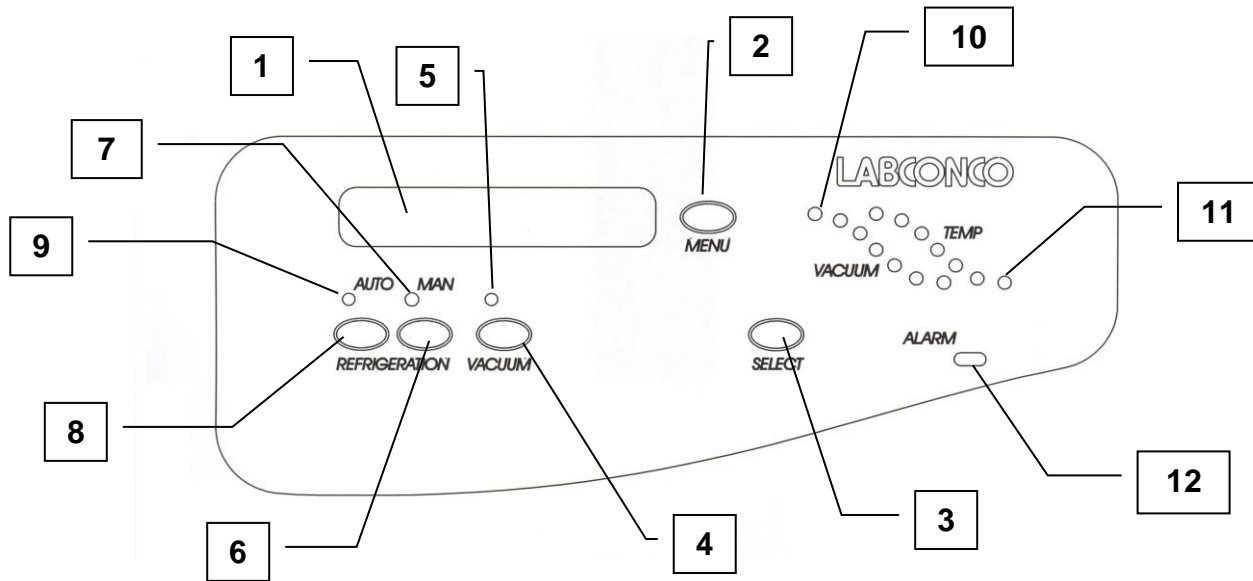 2
10
1
5
7
LABCONCO
11
9
MENU
TEMP
VACUUM
AUTO
MAN
ALARM
REFRIGERATION
VACUUM
SELECT
8
12
3
6
4